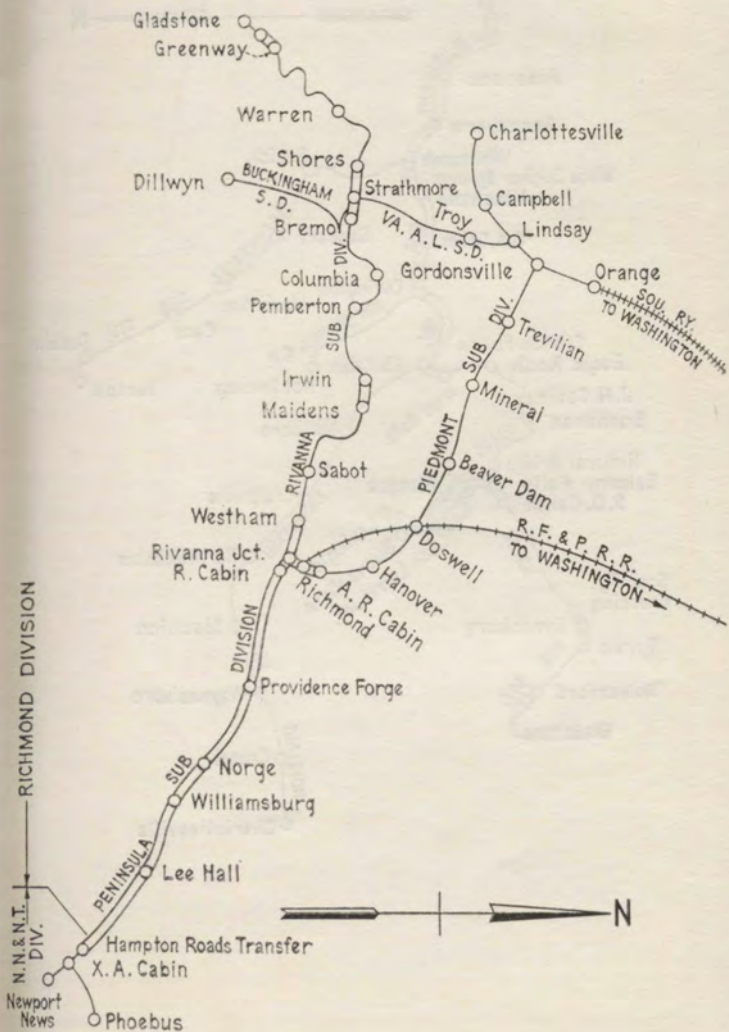 Gladstone
Greenway
Warren
Charlottesville
Shores
Dillwyn
BUCKINGHAM
S. D.
Strathmore
Campbell
Troy
Bremo
VA. A. L. S. D.
Lindsay
DIV.
Gordonsville
Columbia
Orange
SOU. RY.
TO WASHINGTON
Pemberton
SUB
DIV.
Trevilian
SUB
Irwin
Mineral
Maidens
PIEDMONT
RIVANNA
Sabot
Beaver Dam
Westham
R. F. & P. R. R.
TO WASHINGTON
Doswell
Rivanna Jct.
R. Cabin
Hanover
A. R. Cabin
Richmond
DIVISION
RICHMOND DIVISION
Providence Forge
SUB
Norge
Williamsburg
PENINSULA
Lee Hall
N
N. N. & N. T.
DIV.
Hampton Roads Transfer
X. A. Cabin
Newport
News
Phoebus